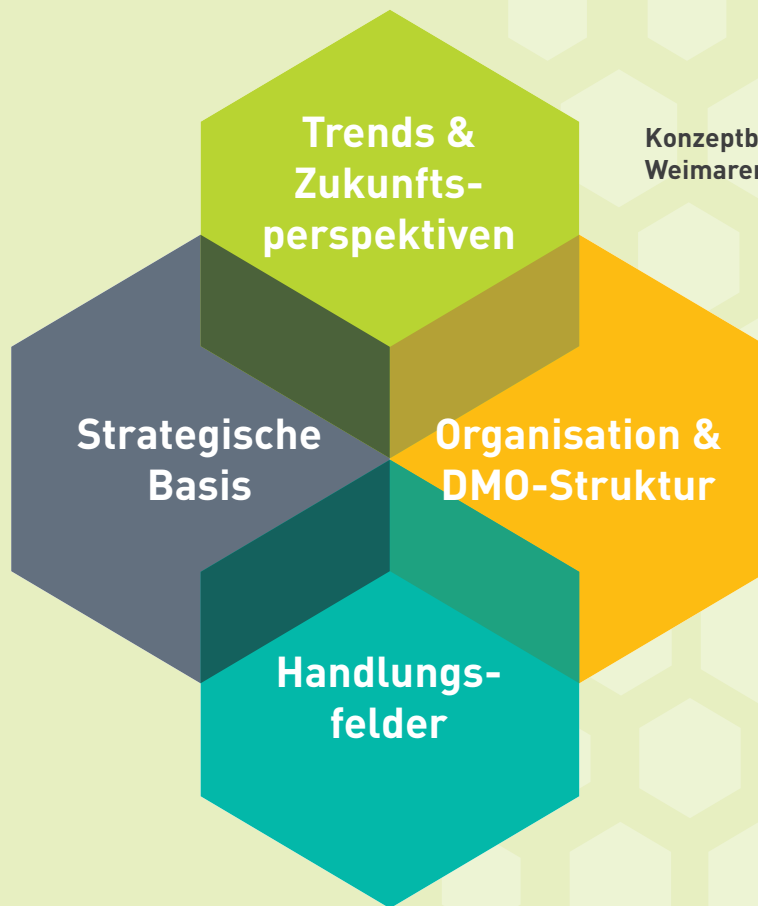 Trends &
Zukunfts-
perspektiven
Strategische
Basis
Organisation &
DMO-Struktur
Handlungs-
felder